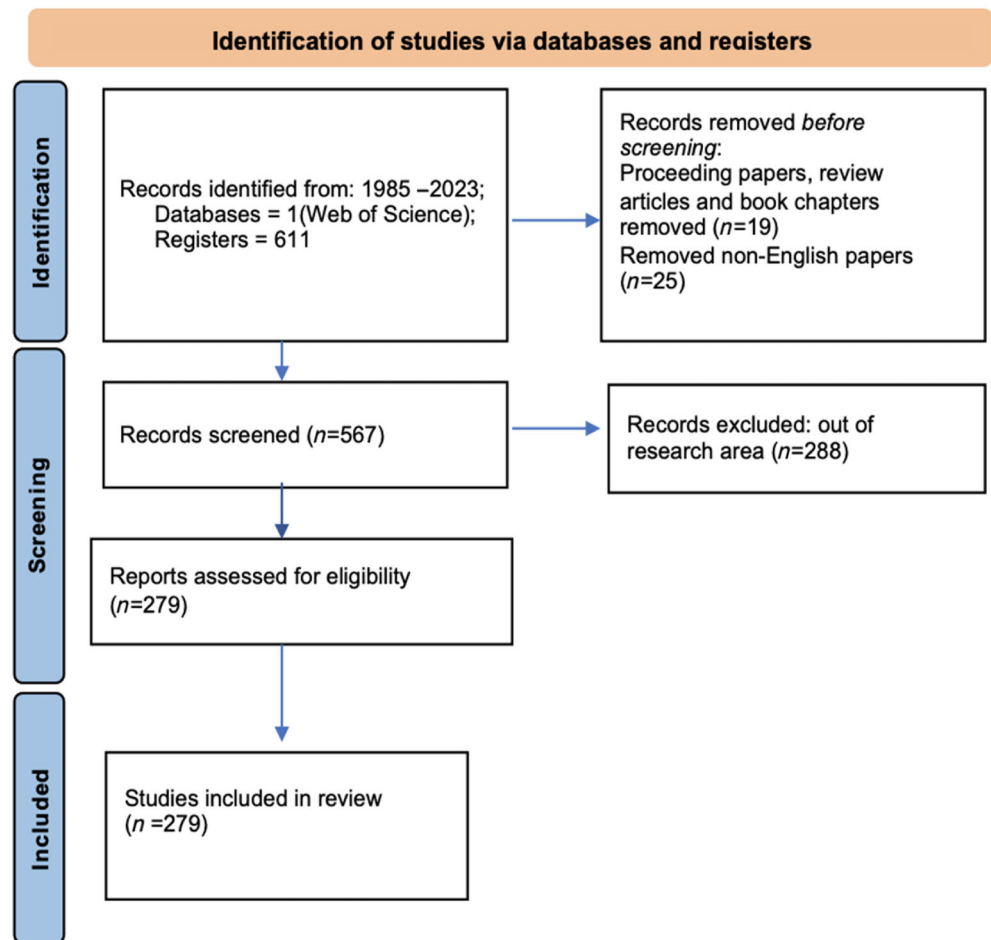 Identification of studies via databases and registers
Identification
Records identified from: 1985 –2023;
Databases = 1(Web of Science);
Registers = 611
Records removed before
screening:
Proceeding papers, review
articles and book chapters
removed (n=19)
Removed non-English papers
(n=25)
Screening
Records screened (n=567)
Records excluded: out of
research area (n=288)
Reports assessed for eligibility
(n=279)
Included
Studies included in review
(n =279)